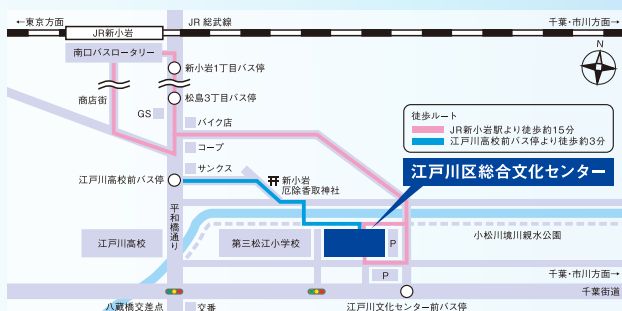 ←東京方面
JR 総武線
千葉・市川方面→
JR新小岩
南口バスロータリー
N
新小岩1丁目バス停
商店街
松島3丁目バス停
GS
バイク店
徒歩ルート
JR新小岩駅より徒歩約15分
江戸川高校前バス停より徒歩約3分
コープ
サンクス
江戸川区総合文化センター
江戸川高校前バス停
新小岩
厄除香取神社
平和橋通り
江戸川高校
第三松江小学校
P
小松川境川親水公園
P
千葉・市川方面→
千葉街道
八蔵橋交差点
交番
江戸川文化センター前バス停